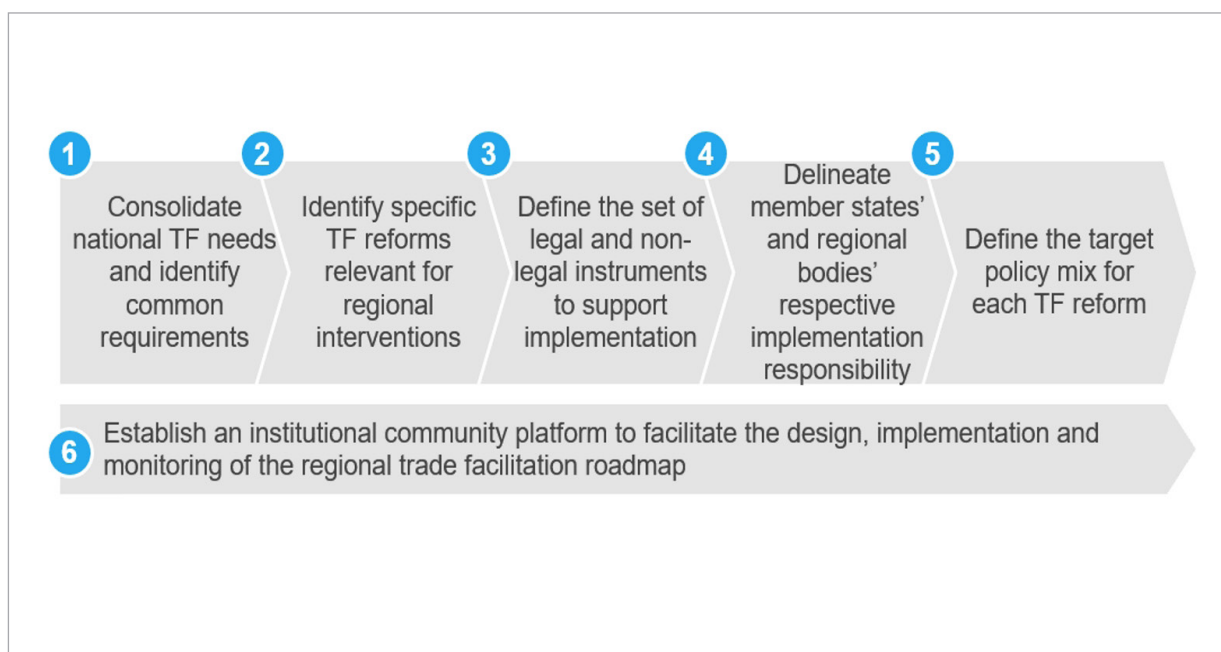 1
Consolidate
national TF needs
and identify
common
requirements
2
Identify specific
TF reforms
relevant for
regional
interventions
3
Define the set of
legal and non-
legal instruments
to support
implementation
4
Delineate
member states’
and regional
bodies’
respective
implementation
responsibility
5
Define the target
policy mix for
each TF reform
6
Establish an institutional community platform to facilitate the design, implementation and
monitoring of the regional trade facilitation roadmap